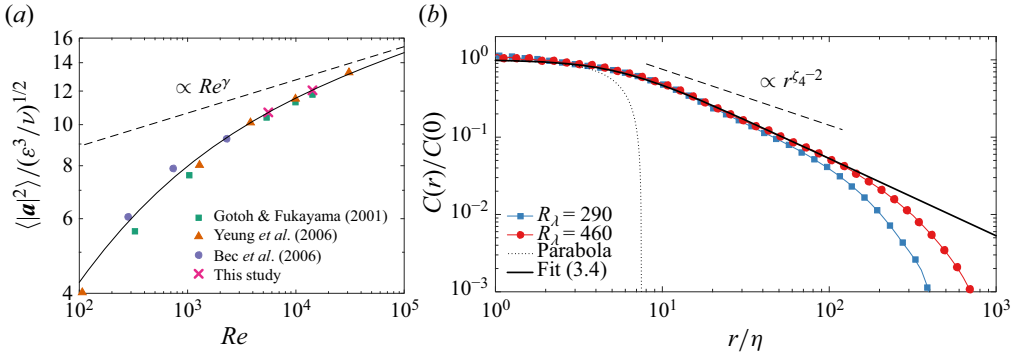 (a)
16
14
12
10
8
6
4
10² 10³ 10⁴ 10⁵
Re
⟨|a|²⟩/(ε³/ν)^1/2
∝ Re^γ
Gotoh & Fukayama (2001)
Yeung et al. (2006)
Bec et al. (2006)
This study
(b)
10⁰
10⁻¹
10⁻²
10⁻³
10⁰ 10¹ 10² 10³
r/η
C(r)/C(0)
∝ r^ζ₄−2
R_λ = 290
R_λ = 460
Parabola
Fit (3.4)